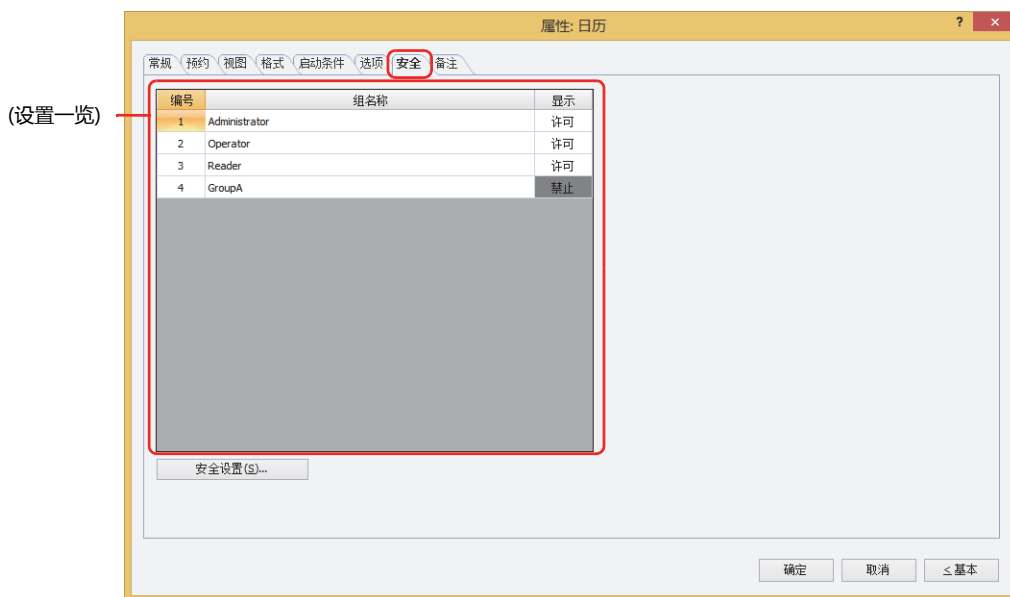 属性: 日历
? ×
常规 预约 视图 格式 启动条件 选项 安全 备注
(设置一览)
编号 组名称 显示
1 Administrator 许可
2 Operator 许可
3 Reader 许可
4 GroupA 禁止
安全设置(S)...
确定 取消 ≤基本